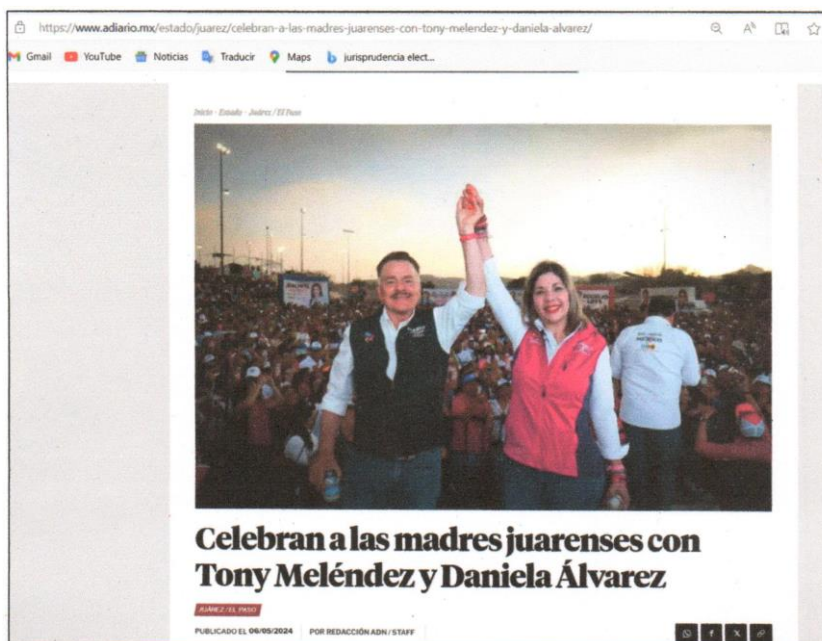 https://www.adiario.mx/estado/juarez/celebran-a-las-madres-juarenses-con-tony-melendez-y-daniela-alvarez/
Gmail YouTube Noticias Traducir Maps jurisprudencia elect...
Inicio - Estado - Juárez / El Paso
MÉXICO
Celebran a las madres juarenses con
Tony Meléndez y Daniela Álvarez
JUÁREZ / EL PASO
PUBLICADO EL 06/05/2024 POR REDACCIÓN ADN / STAFF